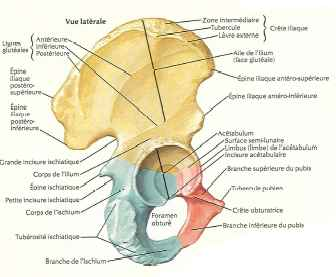 Vue latérale
Zone intermédiaire
Tubercule
Lèvre externe
Crête iliaque
Lignes
glutéales
Antérieure
Inférieure
Postérieure
Aile de l'ilium
(face glutéale)
Épine
iliaque
postéro-
supérieure
Épine iliaque antéro-supérieure
Épine
iliaque
postéro-
inférieure
Épine iliaque antéro-inférieure
Acétabulum
Surface semi-lunaire
Limbus (limbe) de l'acétabulum
Incisure acétabulaire
Grande incisure ischiatique
Corps de l'ilium
Branche supérieure du pubis
Épine ischiatique
Tubercule pubien
Petite incisure ischiatique
Corps de l'ischium
Crête obturatrice
Foramen
obturé
Branche inférieure du pubis
Tubérosité ischiatique
Branche de l'ischium